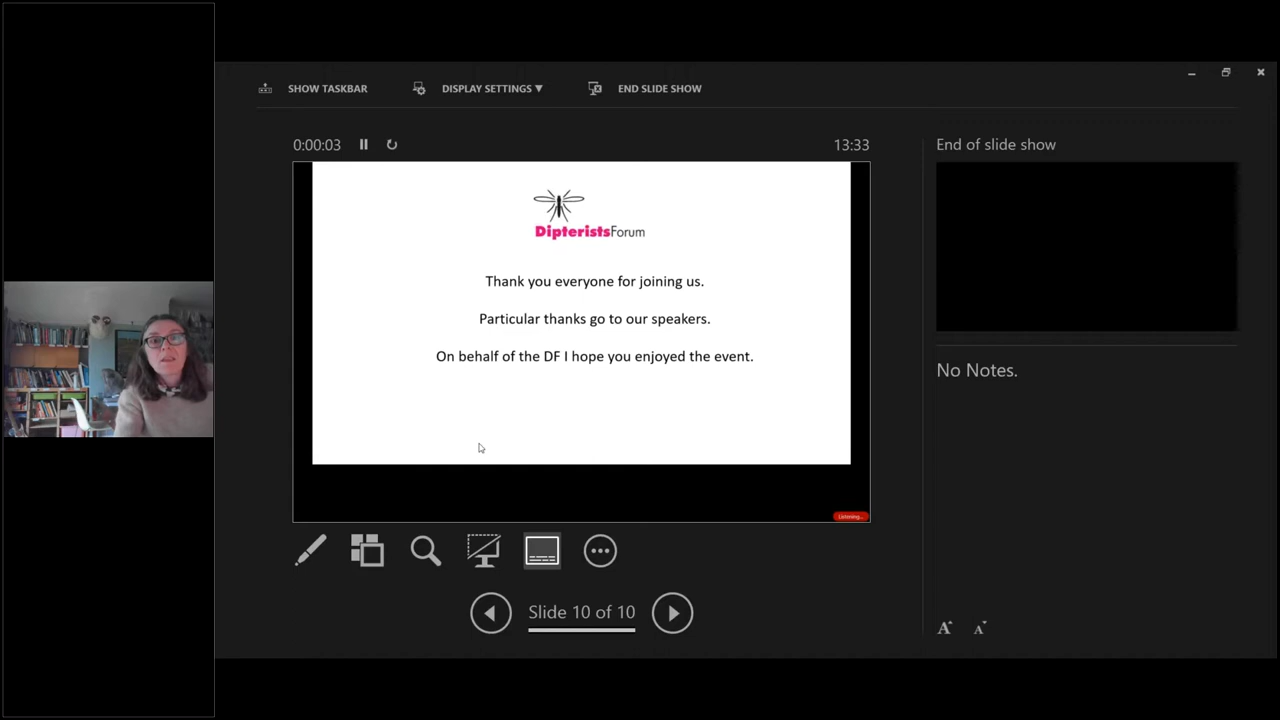 SHOW TASKBAR
DISPLAY SETTINGS ▼
END SLIDE SHOW
0:00:03
13:33
End of slide show
DipteristsForum
Thank you everyone for joining us.
Particular thanks go to our speakers.
On behalf of the DF I hope you enjoyed the event.
Listening...
No Notes.
Slide 10 of 10
A
A